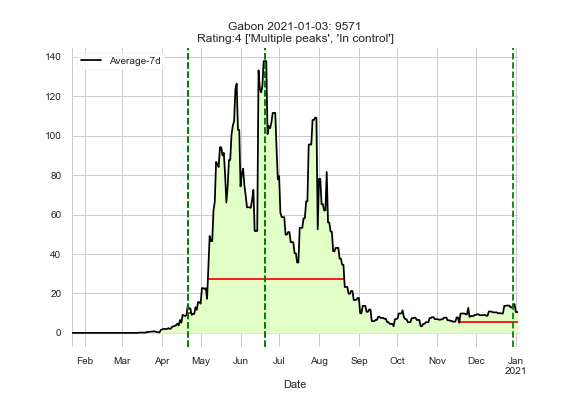 Gabon 2021-01-03: 9571
Rating:4 ['Multiple peaks', 'In control']
Average-7d
140
120
100
80
60
40
20
0
Feb Mar Apr May Jun Jul Aug Sep Oct Nov Dec Jan
2021
Date